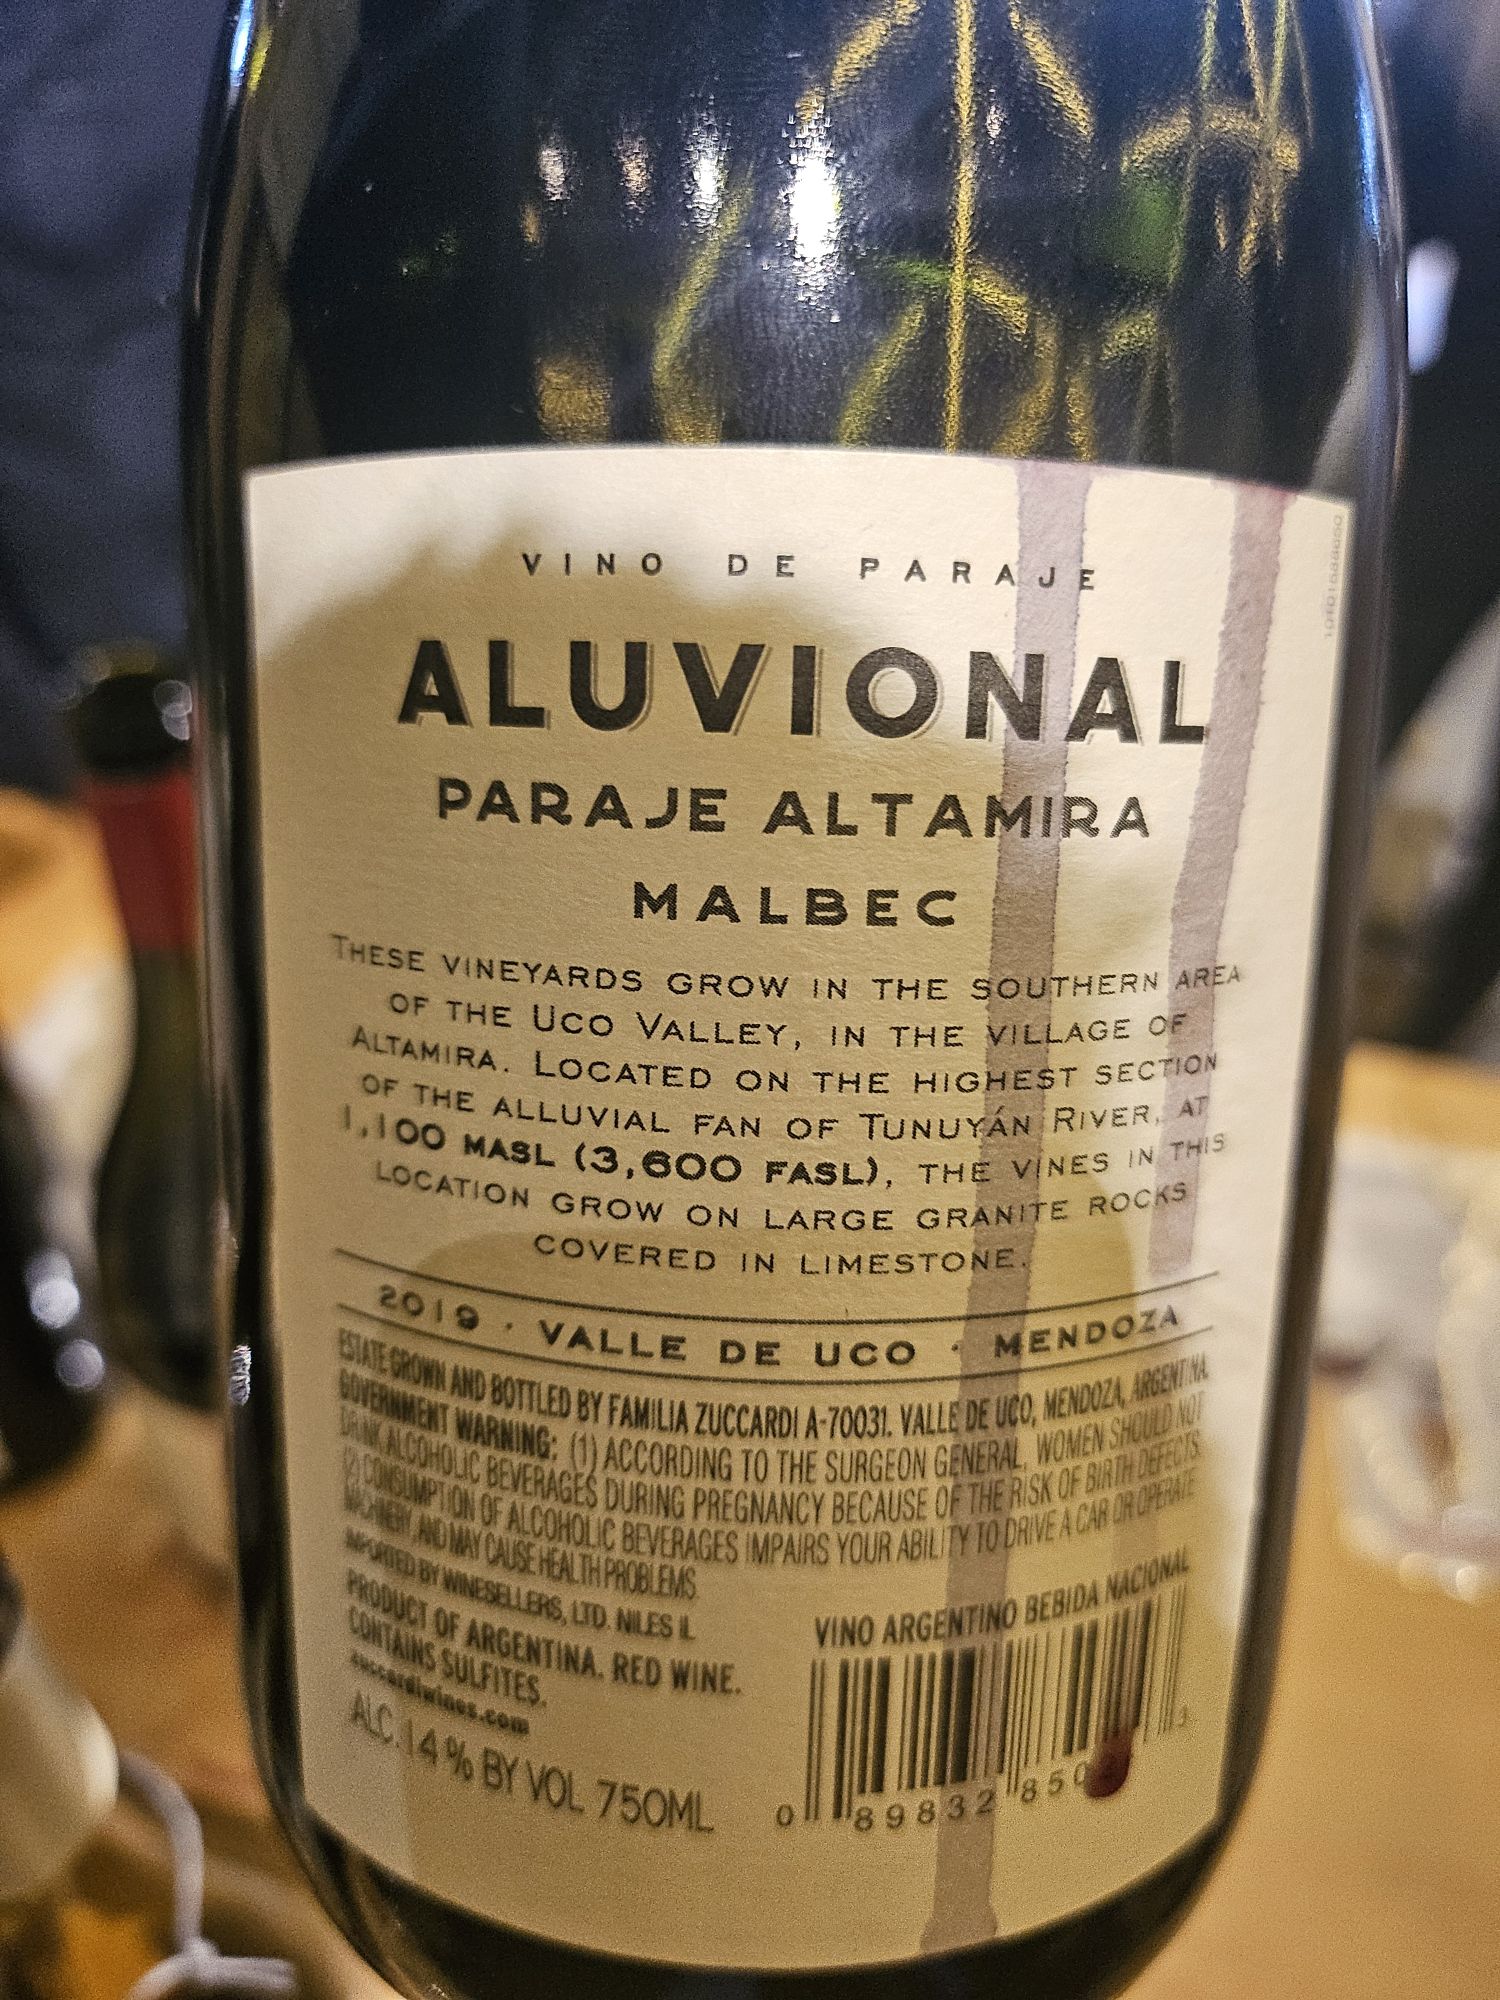 VINO DE PARAJE
ALUVIONAL
PARAJE ALTAMIRA
MALBEC
THESE VINEYARDS GROW IN THE SOUTHERN AREA
OF THE UCO VALLEY, IN THE VILLAGE OF
ALTAMIRA. LOCATED ON THE HIGHEST SECTION
OF THE ALLUVIAL FAN OF TUNUYÁN RIVER, AT
1,100 MASL (3,600 FASL), THE VINES IN THIS
LOCATION GROW ON LARGE GRANITE ROCKS
COVERED IN LIMESTONE.
2019 · VALLE DE UCO · MENDOZA
ESTATE GROWN AND BOTTLED BY FAMILIA ZUCCARDI A-70031. VALLE DE UCO, MENDOZA, ARGENTINA
GOVERNMENT WARNING: (1) ACCORDING TO THE SURGEON GENERAL, WOMEN SHOULD NOT
DRINK ALCOHOLIC BEVERAGES DURING PREGNANCY BECAUSE OF THE RISK OF BIRTH DEFECTS
(2) CONSUMPTION OF ALCOHOLIC BEVERAGES IMPAIRS YOUR ABILITY TO DRIVE A CAR OR OPERATE
MACHINERY, AND MAY CAUSE HEALTH PROBLEMS.
IMPORTED BY WINESELLERS, LTD. NILES IL
PRODUCT OF ARGENTINA. RED WINE.
CONTAINS SULFITES.
zuccardiwines.com
ALC. 14% BY VOL 750ML
VINO ARGENTINO BEBIDA NACIONAL
0 89832 850